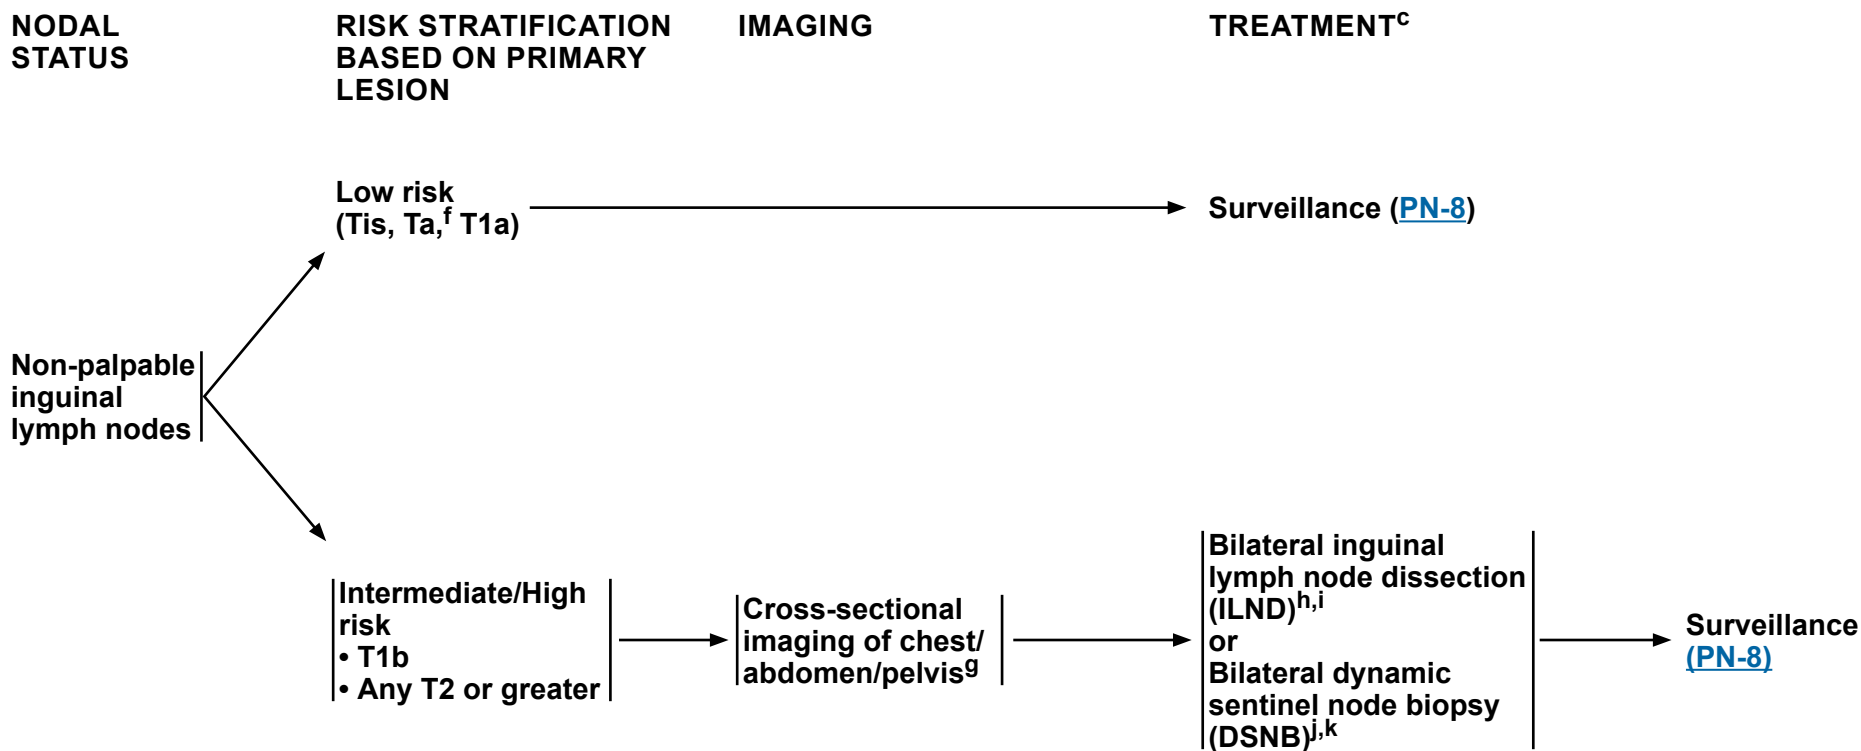 NODAL
STATUS
RISK STRATIFICATION
BASED ON PRIMARY
LESION
IMAGING
TREATMENTᶜ
Low risk
(Tis, Ta,ᶠ T1a)
Surveillance (PN-8)
Non-palpable
inguinal
lymph nodes
Intermediate/High
risk
• T1b
• Any T2 or greater
Cross-sectional
imaging of chest/
abdomen/pelvisᵍ
Bilateral inguinal
lymph node dissection
(ILND)ʰ,ⁱ
or
Bilateral dynamic
sentinel node biopsy
(DSNB)ʲ,ᵏ
Surveillance
(PN-8)